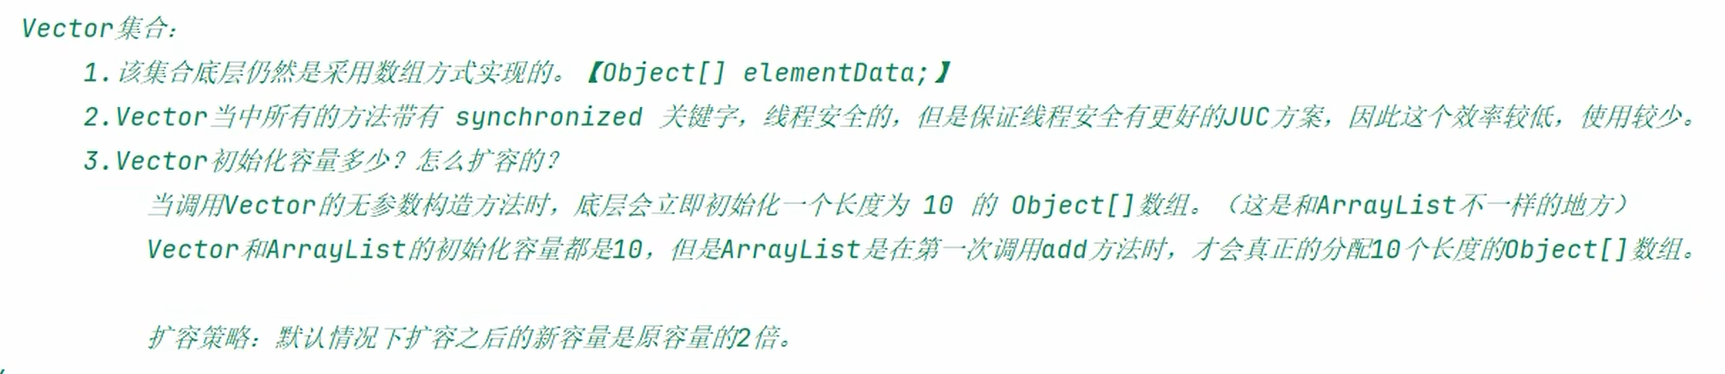 Vector集合：
1.该集合底层仍然是采用数组方式实现的。【Object[] elementData;】
2.Vector当中所有的方法带有 synchronized 关键字，线程安全的，但是保证线程安全有更好的JUC方案，因此这个效率较低，使用较少。
3.Vector初始化容量多少？怎么扩容的？
当调用Vector的无参数构造方法时，底层会立即初始化一个长度为 10 的 Object[]数组。（这是和ArrayList不一样的地方）
Vector和ArrayList的初始化容量都是10，但是ArrayList是在第一次调用add方法时，才会真正的分配10个长度的Object[]数组。
扩容策略：默认情况下扩容之后的新容量是原容量的2倍。